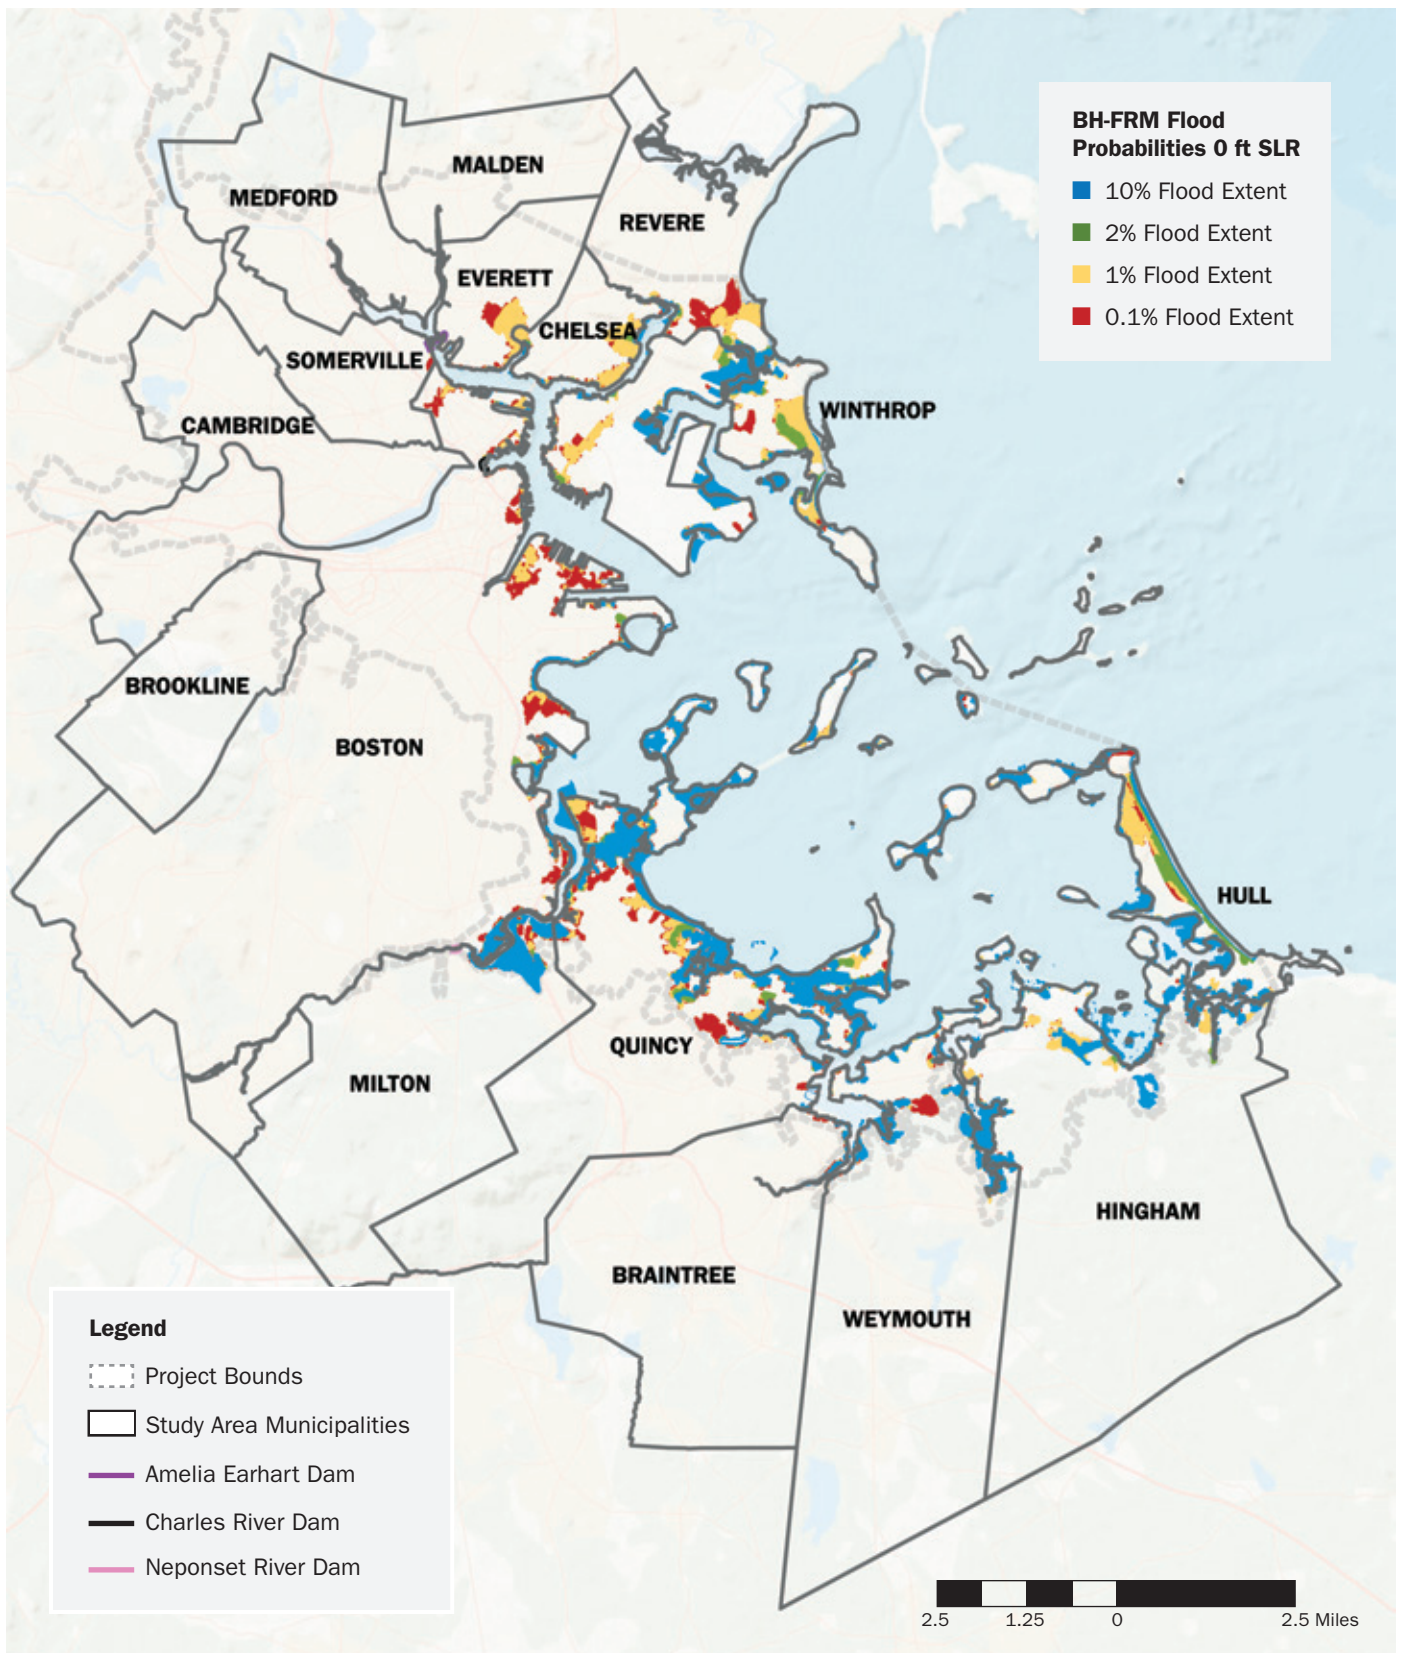 BH-FRM Flood
Probabilities 0 ft SLR
10% Flood Extent
2% Flood Extent
1% Flood Extent
0.1% Flood Extent
MALDEN
MEDFORD
REVERE
EVERETT
CHELSEA
SOMERVILLE
WINTHROP
CAMBRIDGE
BROOKLINE
BOSTON
HULL
QUINCY
MILTON
HINGHAM
BRAINTREE
WEYMOUTH
Legend
Project Bounds
Study Area Municipalities
Amelia Earhart Dam
Charles River Dam
Neponset River Dam
2.5 1.25 0 2.5 Miles